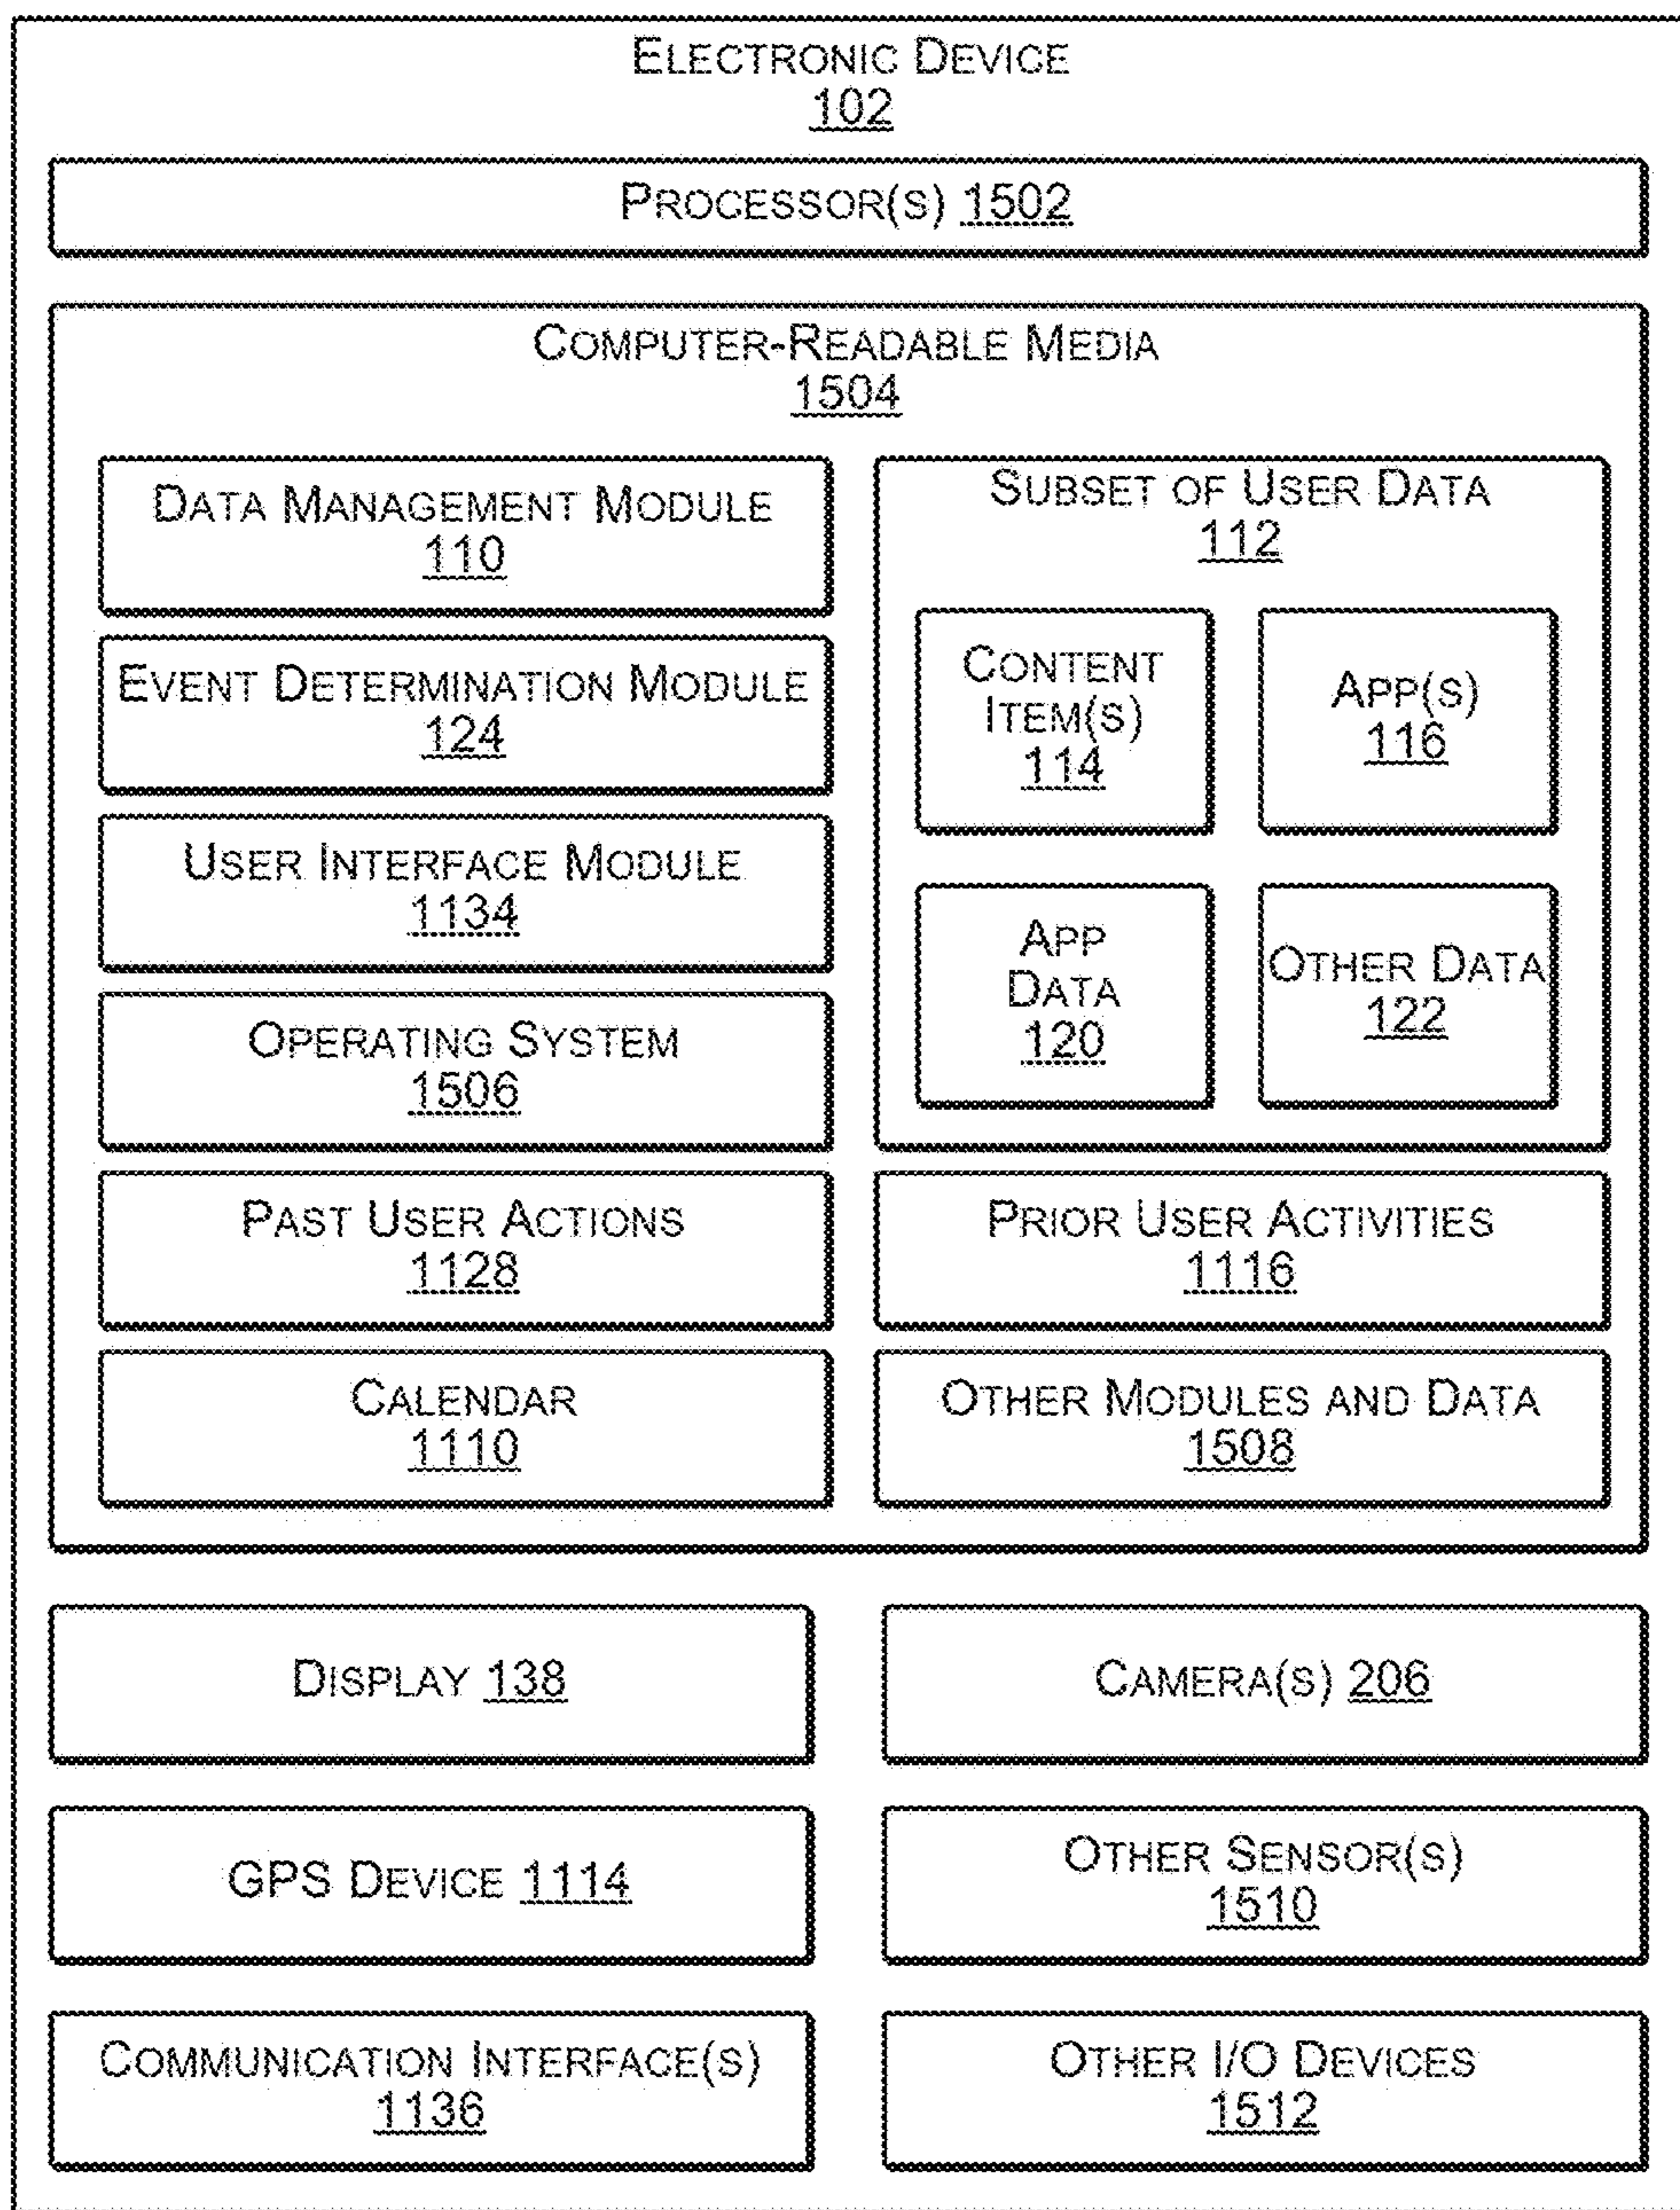 ELECTRONIC DEVICE
102
PROCESSOR(S) 1502
COMPUTER-READABLE MEDIA
1504
DATA MANAGEMENT MODULE
110
EVENT DETERMINATION MODULE
124
USER INTERFACE MODULE
1134
OPERATING SYSTEM
1506
SUBSET OF USER DATA
112
CONTENT
ITEM(S)
114
APP(S)
116
APP
DATA
120
OTHER DATA
122
PAST USER ACTIONS
1128
PRIOR USER ACTIVITIES
1116
CALENDAR
1110
OTHER MODULES AND DATA
1508
DISPLAY 138
CAMERA(S) 206
GPS DEVICE 1114
OTHER SENSOR(S)
1510
COMMUNICATION INTERFACE(S)
1136
OTHER I/O DEVICES
1512